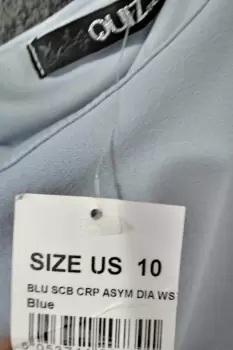 QUIZ
SIZE US 10
BLU SCB CRP ASYM DIA WS
Blue